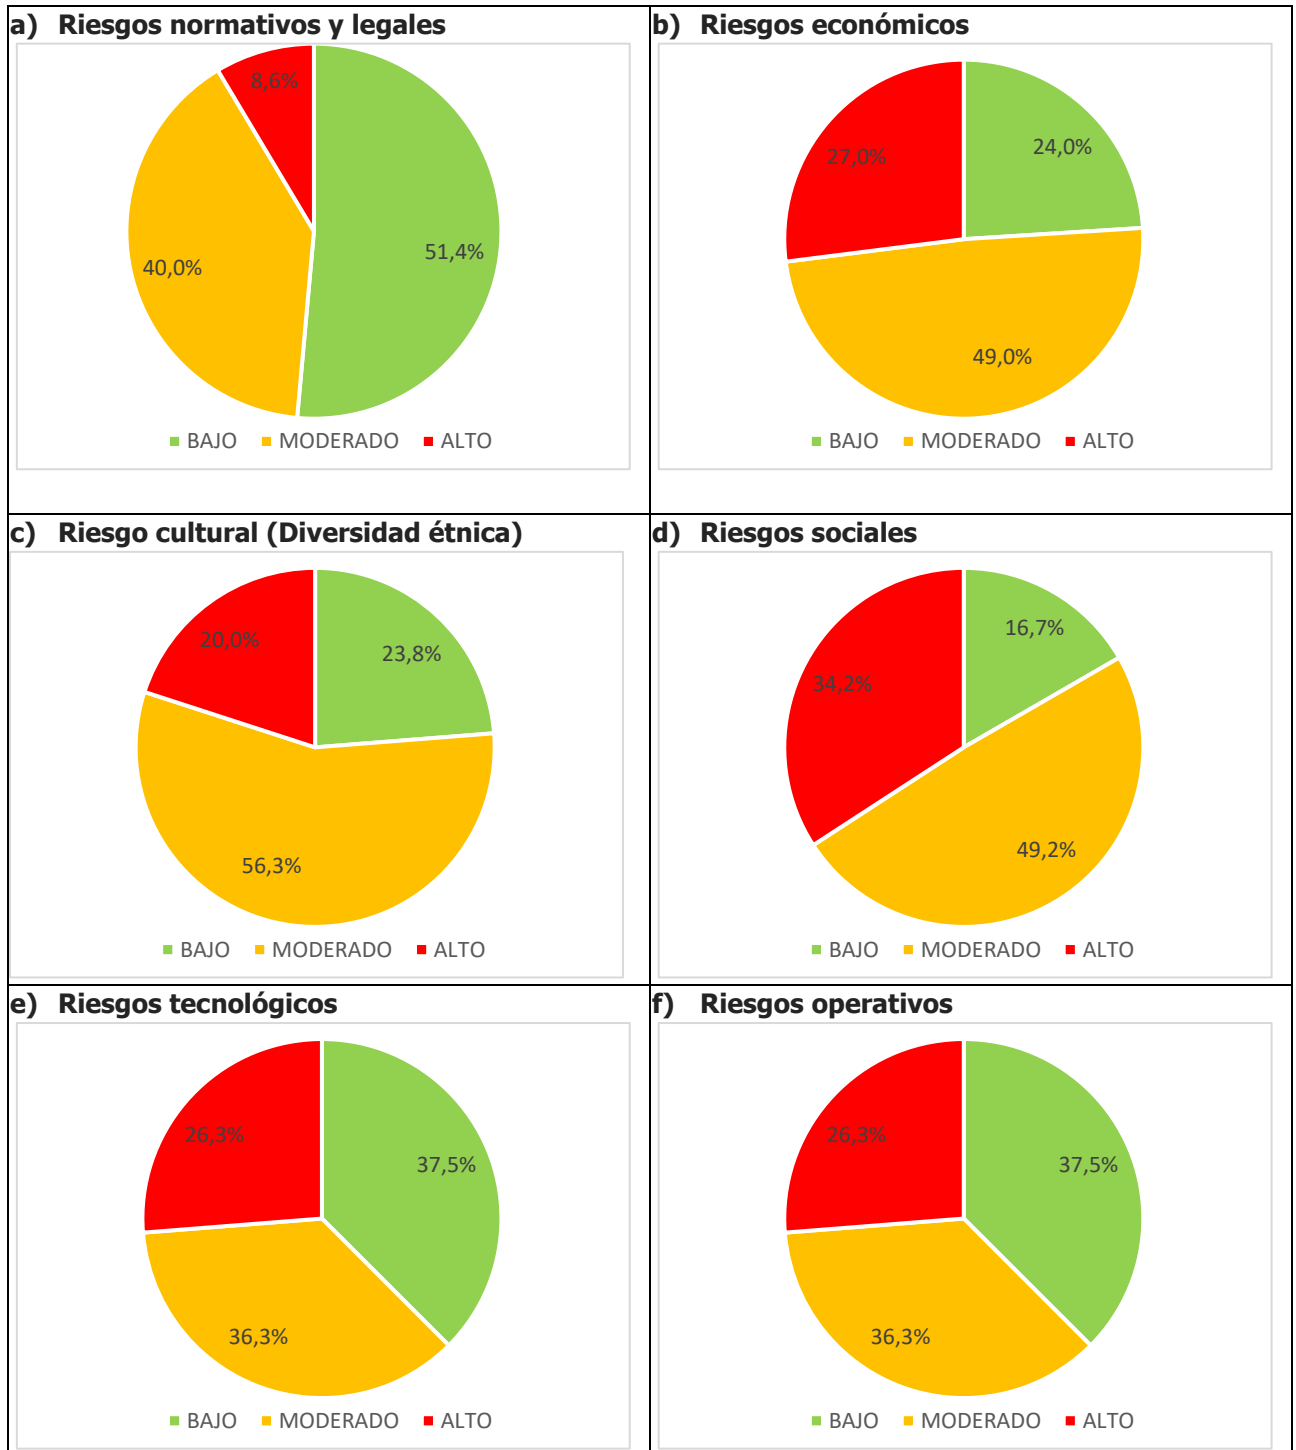 a) Riesgos normativos y legales
8,6%
40,0%
51,4%
BAJO MODERADO ALTO
b) Riesgos económicos
27,0%
24,0%
49,0%
BAJO MODERADO ALTO
c) Riesgo cultural (Diversidad étnica)
20,0%
23,8%
56,3%
BAJO MODERADO ALTO
d) Riesgos sociales
16,7%
34,2%
49,2%
BAJO MODERADO ALTO
e) Riesgos tecnológicos
26,3%
37,5%
36,3%
BAJO MODERADO ALTO
f) Riesgos operativos
26,3%
37,5%
36,3%
BAJO MODERADO ALTO